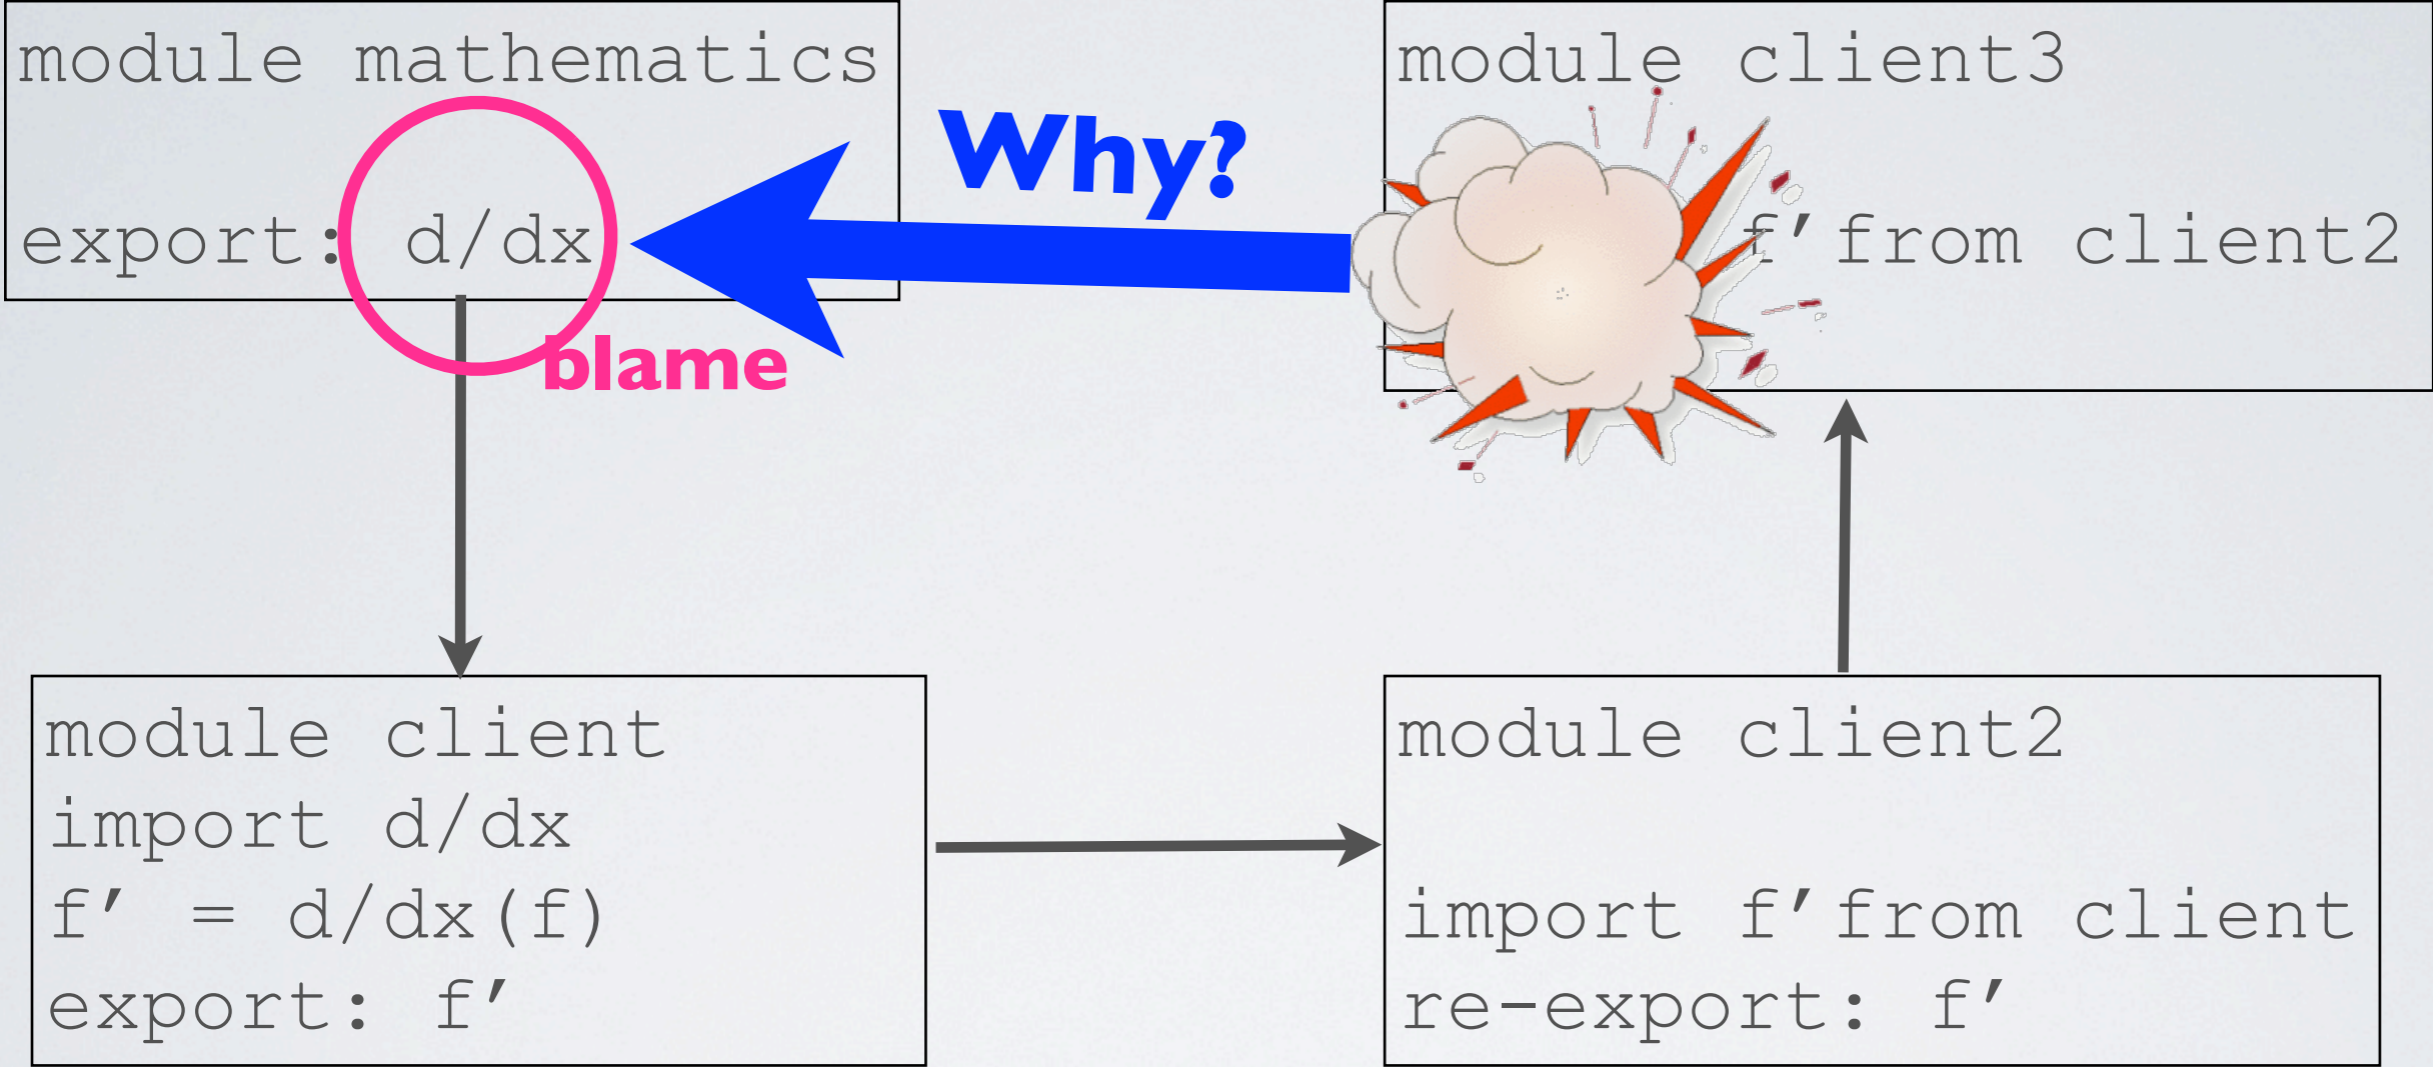 module mathematics
export: d/dx
blame
Why?
module client3
f' from client2
module client
import d/dx
f' = d/dx(f)
export: f'
module client2
import f' from client
re-export: f'